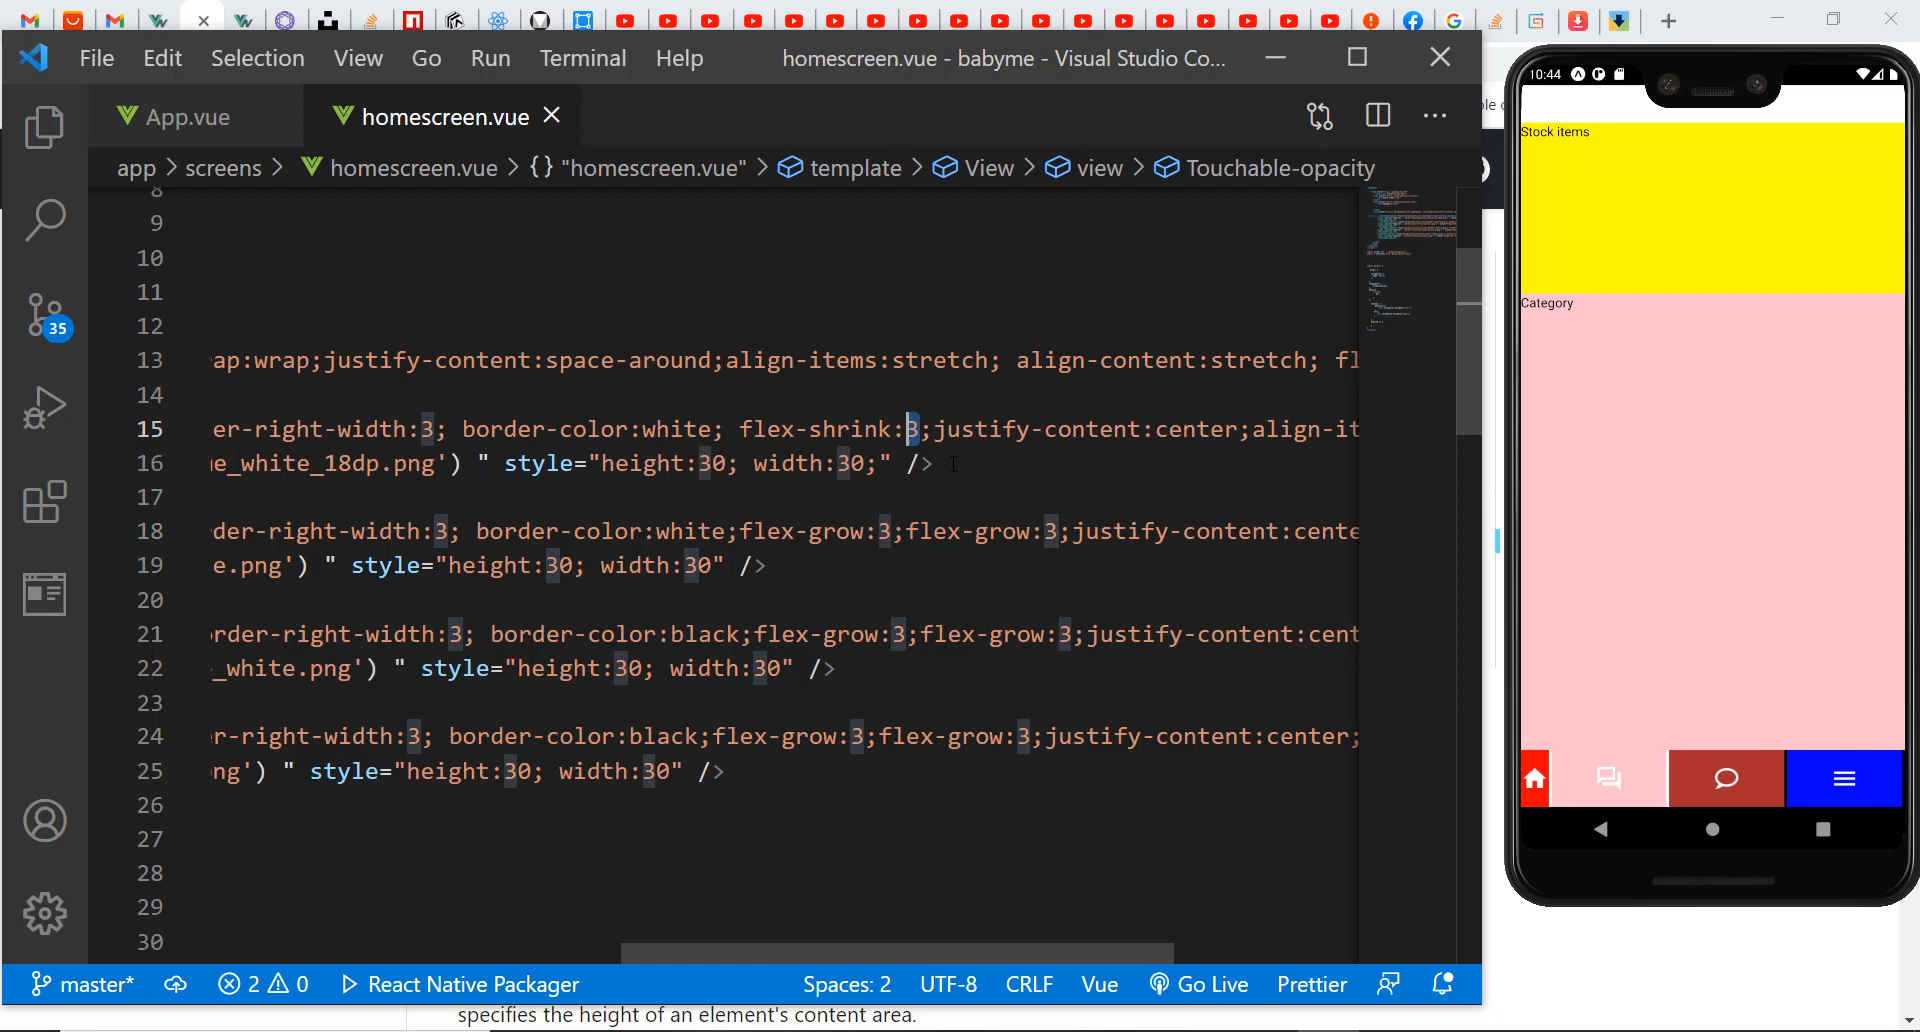 File Edit Selection View Go Run Terminal Help homescreen.vue - babyme - Visual Studio Co...
App.vue homescreen.vue
app > screens > homescreen.vue > {} "homescreen.vue" > template > View > view > Touchable-opacity
8
9
10
11
12
13 ap:wrap;justify-content:space-around;align-items:stretch; align-content:stretch; fl
14
15 er-right-width:3; border-color:white; flex-shrink:3;justify-content:center;align-it
16 e_white_18dp.png') " style="height:30; width:30;" />
17
18 der-right-width:3; border-color:white;flex-grow:3;flex-grow:3;justify-content:cente
19 e.png') " style="height:30; width:30" />
20
21 rder-right-width:3; border-color:black;flex-grow:3;flex-grow:3;justify-content:cent
22 _white.png') " style="height:30; width:30" />
23
24 r-right-width:3; border-color:black;flex-grow:3;flex-grow:3;justify-content:center;
25 ng') " style="height:30; width:30" />
26
27
28
29
30
35
master* 2 0 React Native Packager Spaces: 2 UTF-8 CRLF Vue Go Live Prettier
specifies the height of an element's content area.
10:44
Stock items
Category